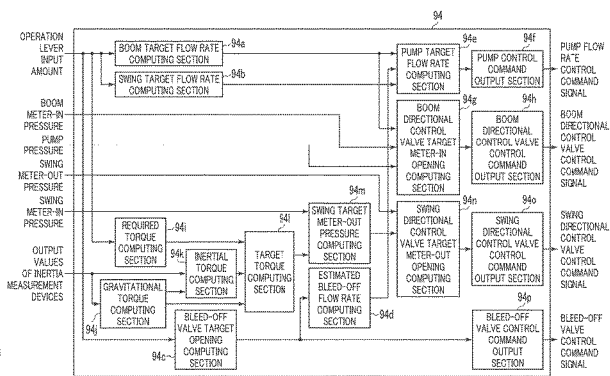 94
OPERATION
LEVER
INPUT
AMOUNT
BOOM TARGET FLOW RATE
COMPUTING SECTION
94a
SWING TARGET FLOW RATE
COMPUTING SECTION
94b
PUMP TARGET
FLOW RATE
COMPUTING
SECTION
94e
PUMP CONTROL
COMMAND
OUTPUT SECTION
94f
PUMP FLOW
RATE
CONTROL
COMMAND
SIGNAL
BOOM
METER-IN
PRESSURE
PUMP
PRESSURE
SWING
METER-OUT
PRESSURE
SWING
METER-IN
PRESSURE
BOOM
DIRECTIONAL
CONTROL
VALVE TARGET
METER-IN
OPENING
COMPUTING
SECTION
94g
BOOM
DIRECTIONAL
CONTROL VALVE
CONTROL
COMMAND
OUTPUT SECTION
94h
BOOM
DIRECTIONAL
CONTROL
VALVE
CONTROL
COMMAND
SIGNAL
SWING TARGET
METER-OUT
PRESSURE
COMPUTING
SECTION
94m
SWING
DIRECTIONAL
CONTROL
VALVE TARGET
METER-OUT
OPENING
COMPUTING
SECTION
94n
SWING
DIRECTIONAL
CONTROL VALVE
CONTROL
COMMAND
OUTPUT SECTION
94o
SWING
DIRECTIONAL
CONTROL
VALVE
CONTROL
COMMAND
SIGNAL
OUTPUT
VALUES
OF INERTIA
MEASUREMENT
DEVICES
REQUIRED
TORQUE
COMPUTING
SECTION
94i
INERTIAL
TORQUE
COMPUTING
SECTION
94k
GRAVITATIONAL
TORQUE
COMPUTING
SECTION
94j
TARGET
TORQUE
COMPUTING
SECTION
94l
ESTIMATED
BLEED-OFF
FLOW RATE
COMPUTING
SECTION
94d
BLEED-OFF
VALVE TARGET
OPENING
COMPUTING
SECTION
94c
BLEED-OFF
VALVE CONTROL
COMMAND
OUTPUT
SECTION
94p
BLEED-OFF
VALVE
CONTROL
COMMAND
SIGNAL